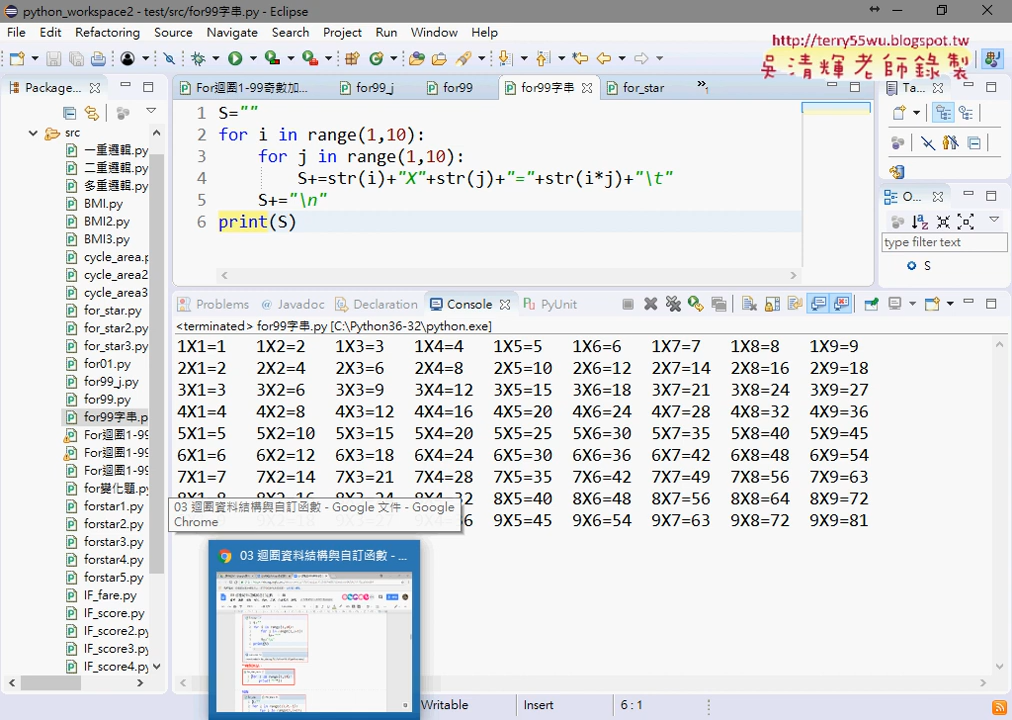 python_workspace2 - test/src/for99字串.py - Eclipse
File Edit Refactoring Source Navigate Search Project Run Window Help
http://terry55wu.blogspot.tw
吳清輝老師錄製
Package...
For迴圈1-99奇數加... for99_j for99 for99字串 for_star »
Ta...
src
一重邏輯.py
二重邏輯.py
多重邏輯.py
BMI.py
BMI2.py
BMI3.py
cycle_area.p
cycle_area2
cycle_area3
for_star.py
for_star2.py
for_star3.py
for01.py
for99_j.py
for99.py
for99字串.p
For迴圈1-99
For迴圈1-99
For迴圈1-99
for變化題.py
forstar1.py
forstar2.py
forstar3.py
forstar4.py
forstar5.py
IF_fare.py
IF_score.py
IF_score2.py
IF_score3.py
IF_score4.py
1 S=""
2 for i in range(1,10):
3 for j in range(1,10):
4 S+=str(i)+"X"+str(j)+"="+str(i*j)+"\t"
5 S+="\n"
6 print(S)
O...
type filter text
S
Problems @ Javadoc Declaration Console PyUnit
<terminated> for99字串.py [C:\Python36-32\python.exe]
1X1=1 1X2=2 1X3=3 1X4=4 1X5=5 1X6=6 1X7=7 1X8=8 1X9=9
2X1=2 2X2=4 2X3=6 2X4=8 2X5=10 2X6=12 2X7=14 2X8=16 2X9=18
3X1=3 3X2=6 3X3=9 3X4=12 3X5=15 3X6=18 3X7=21 3X8=24 3X9=27
4X1=4 4X2=8 4X3=12 4X4=16 4X5=20 4X6=24 4X7=28 4X8=32 4X9=36
5X1=5 5X2=10 5X3=15 5X4=20 5X5=25 5X6=30 5X7=35 5X8=40 5X9=45
6X1=6 6X2=12 6X3=18 6X4=24 6X5=30 6X6=36 6X7=42 6X8=48 6X9=54
7X1=7 7X2=14 7X3=21 7X4=28 7X5=35 7X6=42 7X7=49 7X8=56 7X9=63
8X1=8 8X2=16 8X3=24 8X4=32 8X5=40 8X6=48 8X7=56 8X8=64 8X9=72
9X5=45 9X6=54 9X7=63 9X8=72 9X9=81
03 迴圈資料結構與自訂函數 - Google 文件 - Google
Chrome
03 迴圈資料結構與自訂函數 - ...
Writable Insert 6 : 1